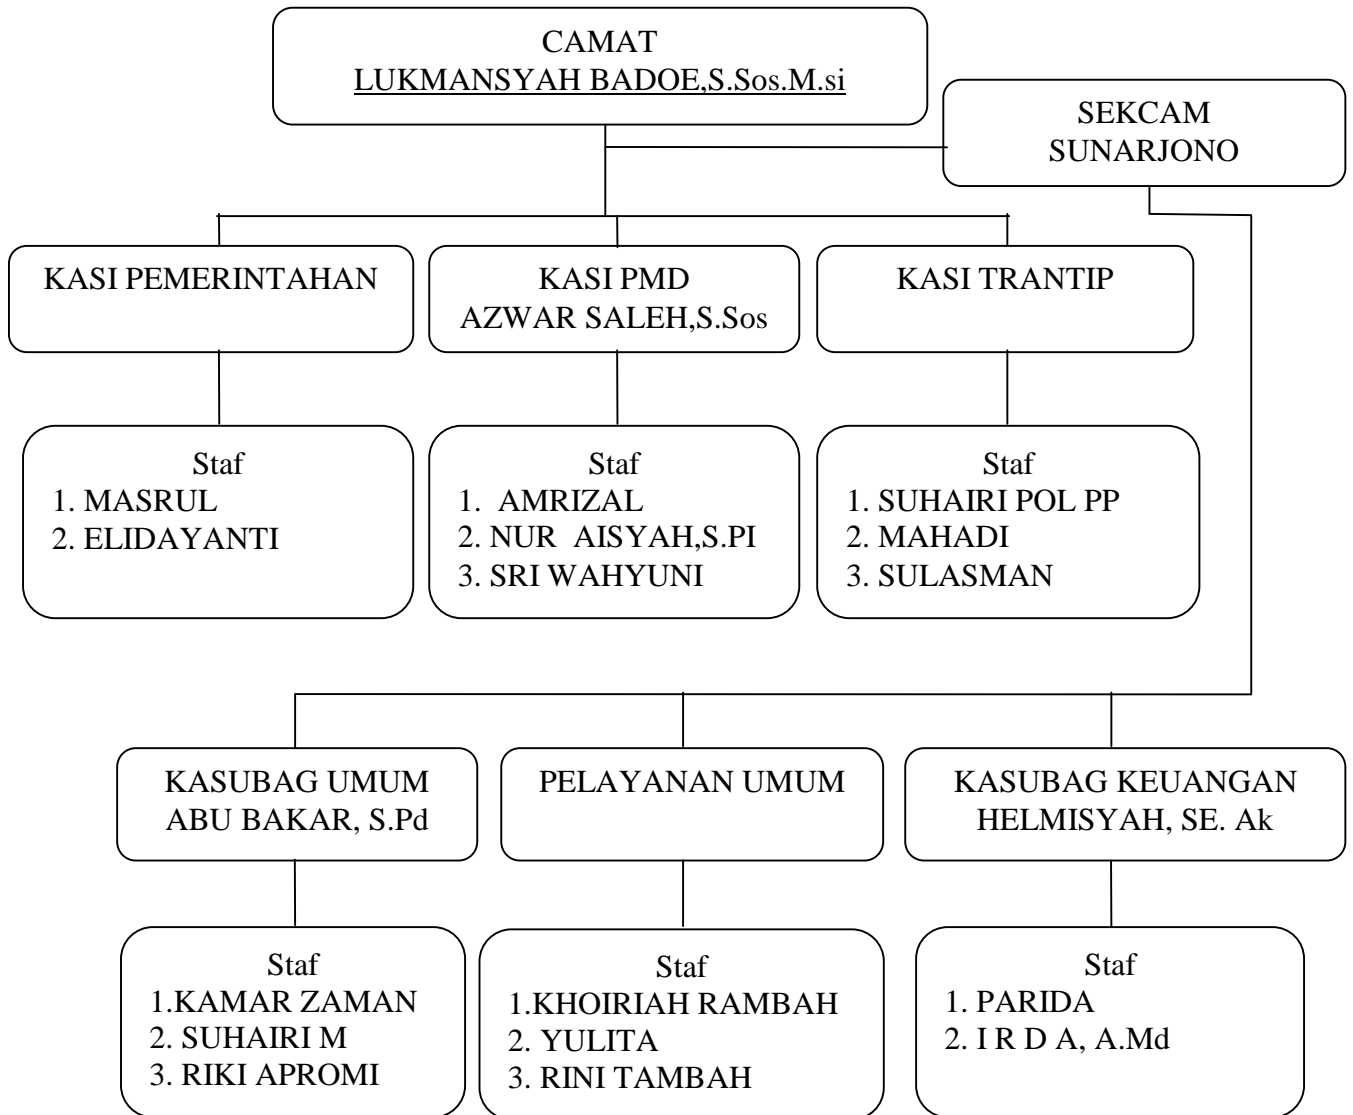 CAMAT
LUKMANSYAH BADOE,S.Sos.M.si
SEKCAM
SUNARJONO
KASI PEMERINTAHAN
KASI PMD
AZWAR SALEH,S.Sos
KASI TRANTIP
Staf
1. MASRUL
2. ELIDAYANTI
Staf
1. AMRIZAL
2. NUR AISYAH,S.PI
3. SRI WAHYUNI
Staf
1. SUHAIRI POL PP
2. MAHADI
3. SULASMAN
KASUBAG UMUM
ABU BAKAR, S.Pd
PELAYANAN UMUM
KASUBAG KEUANGAN
HELMISYAH, SE. Ak
Staf
1.KAMAR ZAMAN
2. SUHAIRI M
3. RIKI APROMI
Staf
1.KHOIRIAH RAMBAH
2. YULITA
3. RINI TAMBAH
Staf
1. PARIDA
2. I R D A, A.Md